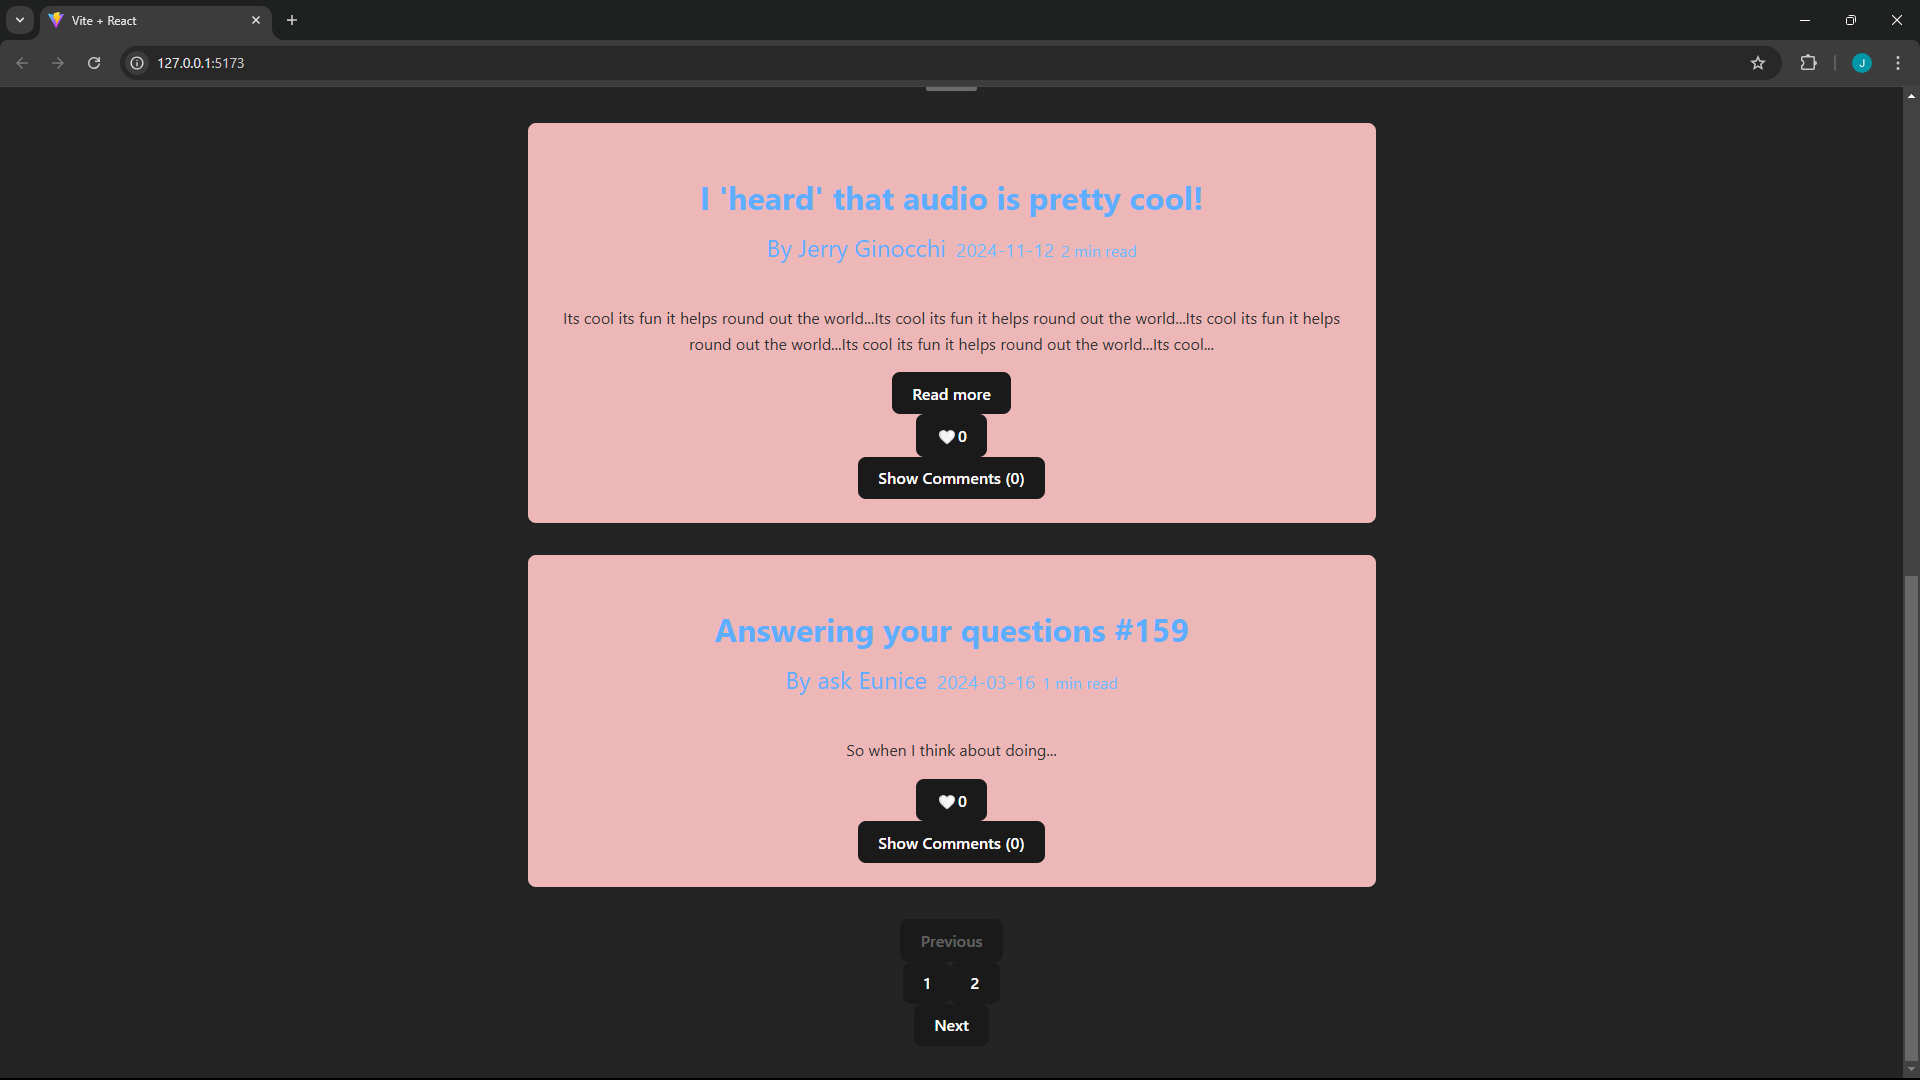 Vite + React
127.0.0.1:5173
J
I 'heard' that audio is pretty cool!
By Jerry Ginocchi 2024-11-12 2 min read
Its cool its fun it helps round out the world...Its cool its fun it helps round out the world...Its cool its fun it helps
round out the world...Its cool its fun it helps round out the world...Its cool...
Read more
🤍0
Show Comments (0)
Answering your questions #159
By ask Eunice 2024-03-16 1 min read
So when I think about doing...
🤍0
Show Comments (0)
Previous
1 2
Next